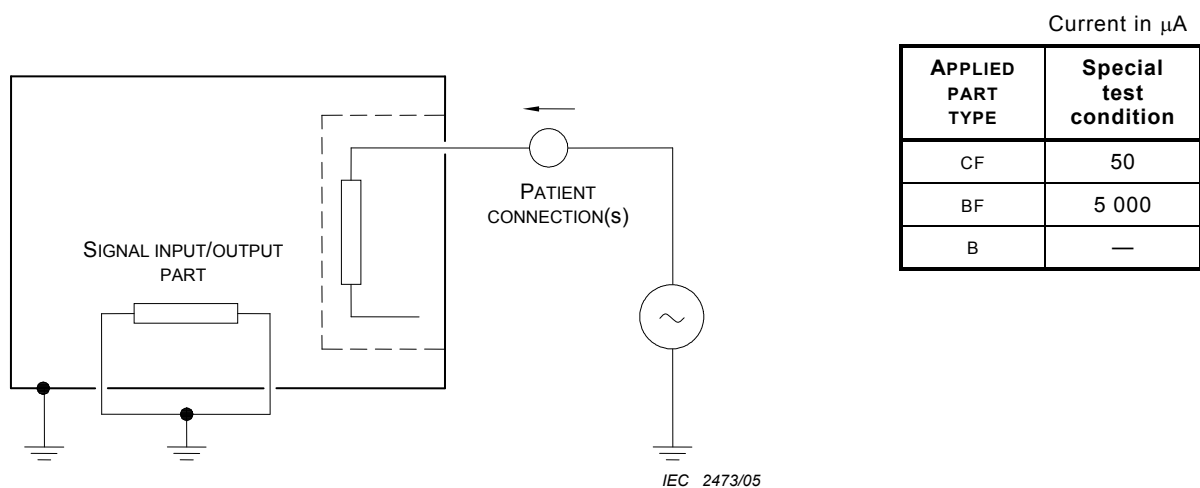 Current in μA
APPLIED
PART
TYPE
Special
test
condition
CF
50
BF
5 000
B
—
PATIENT
CONNECTION(s)
SIGNAL INPUT/OUTPUT
PART
IEC 2473/05